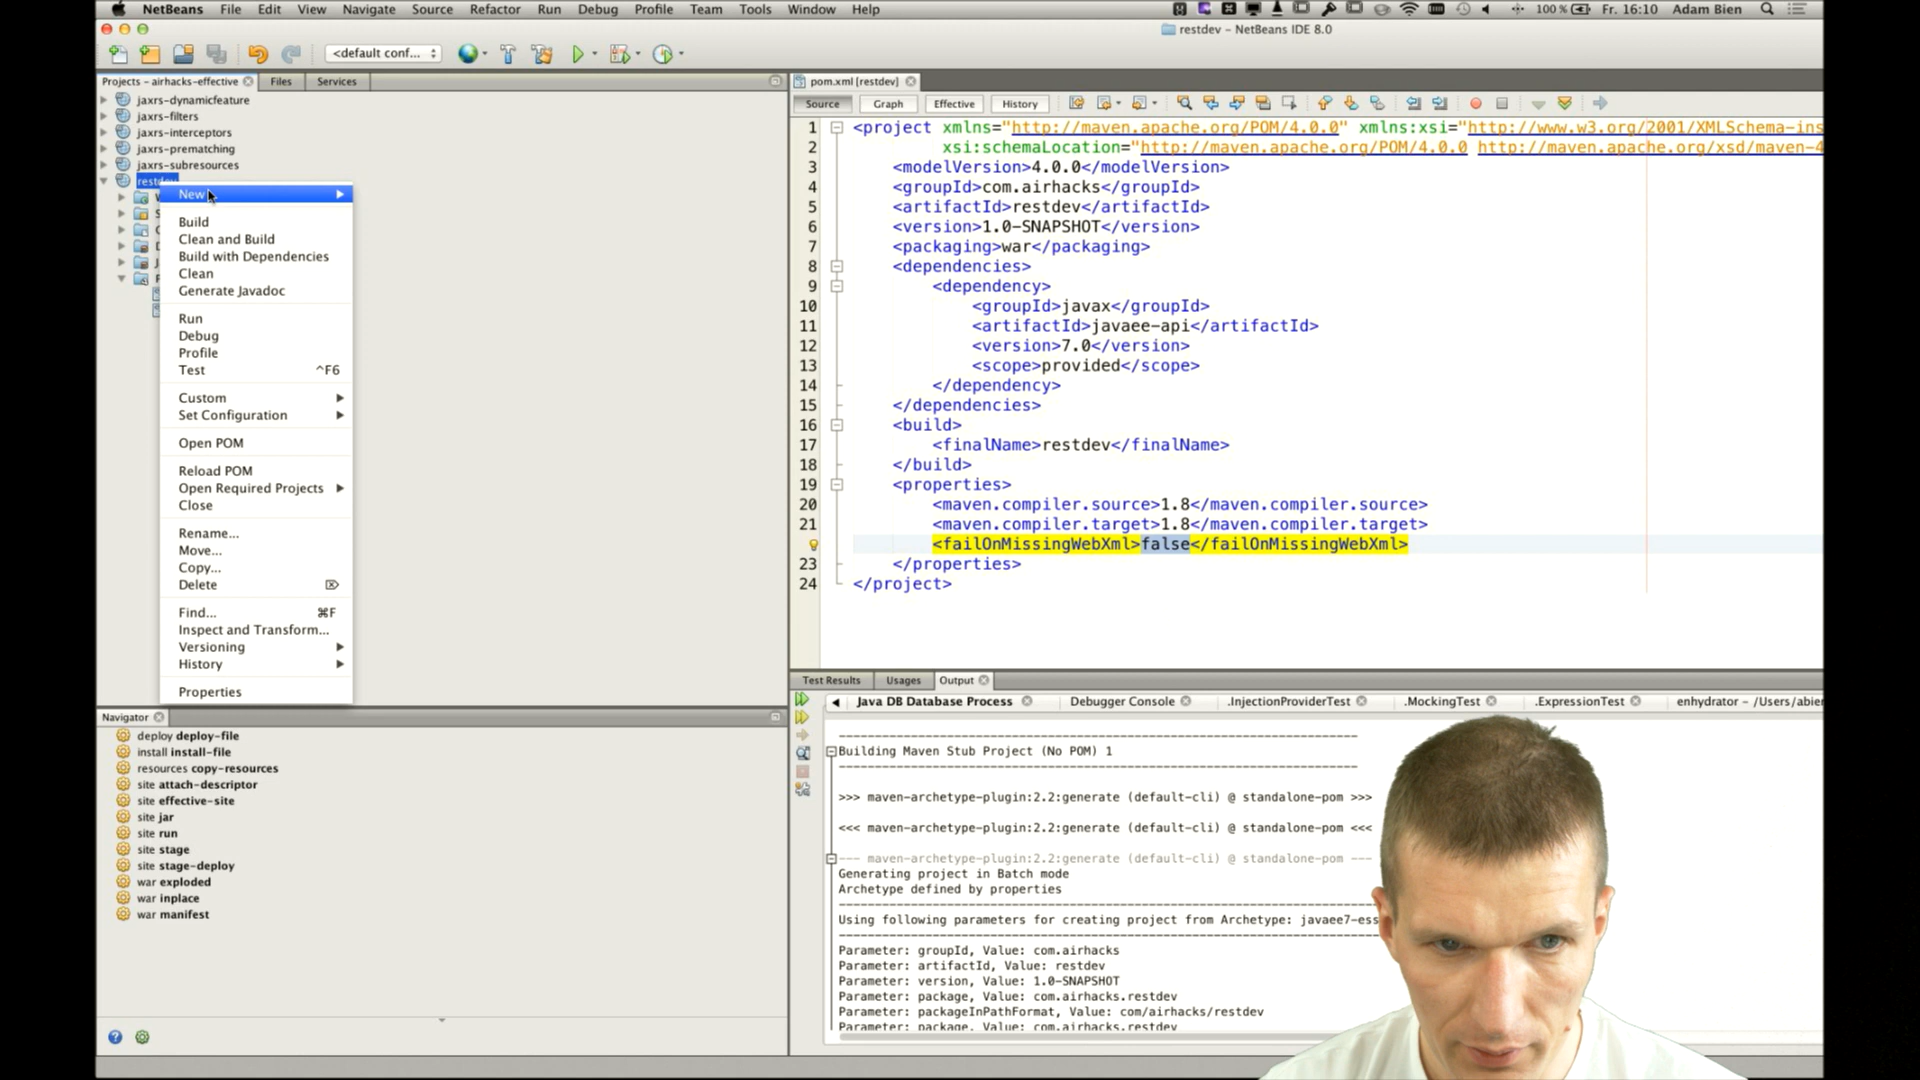 NetBeans File Edit View Navigate Source Refactor Run Debug Profile Team Tools Window Help 100 % Fr. 16:10 Adam Bien
restdev – NetBeans IDE 8.0
<default conf...
Projects – airhacks-effective Files Services
jaxrs-dynamicfeature
jaxrs-filters
jaxrs-interceptors
jaxrs-prematching
jaxrs-subresources
New
Build
Clean and Build
Build with Dependencies
Clean
Generate Javadoc
Run
Debug
Profile
Test ^F6
Custom
Set Configuration
Open POM
Reload POM
Open Required Projects
Close
Rename...
Move...
Copy...
Delete
Find... ⌘F
Inspect and Transform...
Versioning
History
Properties
Navigator
deploy deploy-file
install install-file
resources copy-resources
site attach-descriptor
site effective-site
site jar
site run
site stage
site stage-deploy
war exploded
war inplace
war manifest
pom.xml [restdev]
Source Graph Effective History
1 <project xmlns="http://maven.apache.org/POM/4.0.0" xmlns:xsi="http://www.w3.org/2001/XMLSchema-ins
2 xsi:schemaLocation="http://maven.apache.org/POM/4.0.0 http://maven.apache.org/xsd/maven-4
3 <modelVersion>4.0.0</modelVersion>
4 <groupId>com.airhacks</groupId>
5 <artifactId>restdev</artifactId>
6 <version>1.0-SNAPSHOT</version>
7 <packaging>war</packaging>
8 <dependencies>
9 <dependency>
10 <groupId>javax</groupId>
11 <artifactId>javaee-api</artifactId>
12 <version>7.0</version>
13 <scope>provided</scope>
14 </dependency>
15 </dependencies>
16 <build>
17 <finalName>restdev</finalName>
18 </build>
19 <properties>
20 <maven.compiler.source>1.8</maven.compiler.source>
21 <maven.compiler.target>1.8</maven.compiler.target>
<failOnMissingWebXml>false</failOnMissingWebXml>
23 </properties>
24 </project>
Test Results Usages Output
Java DB Database Process Debugger Console .InjectionProviderTest .MockingTest .ExpressionTest enhydrator – /Users/abien
------------------------------------------------------------------------
Building Maven Stub Project (No POM) 1
------------------------------------------------------------------------
>>> maven-archetype-plugin:2.2:generate (default-cli) @ standalone-pom >>>
<<< maven-archetype-plugin:2.2:generate (default-cli) @ standalone-pom <<<
--- maven-archetype-plugin:2.2:generate (default-cli) @ standalone-pom ---
Generating project in Batch mode
Archetype defined by properties
Using following parameters for creating project from Archetype: javaee7-ess
Parameter: groupId, Value: com.airhacks
Parameter: artifactId, Value: restdev
Parameter: version, Value: 1.0-SNAPSHOT
Parameter: package, Value: com.airhacks.restdev
Parameter: packageInPathFormat, Value: com/airhacks/restdev
Parameter: package, Value: com.airhacks.restdev